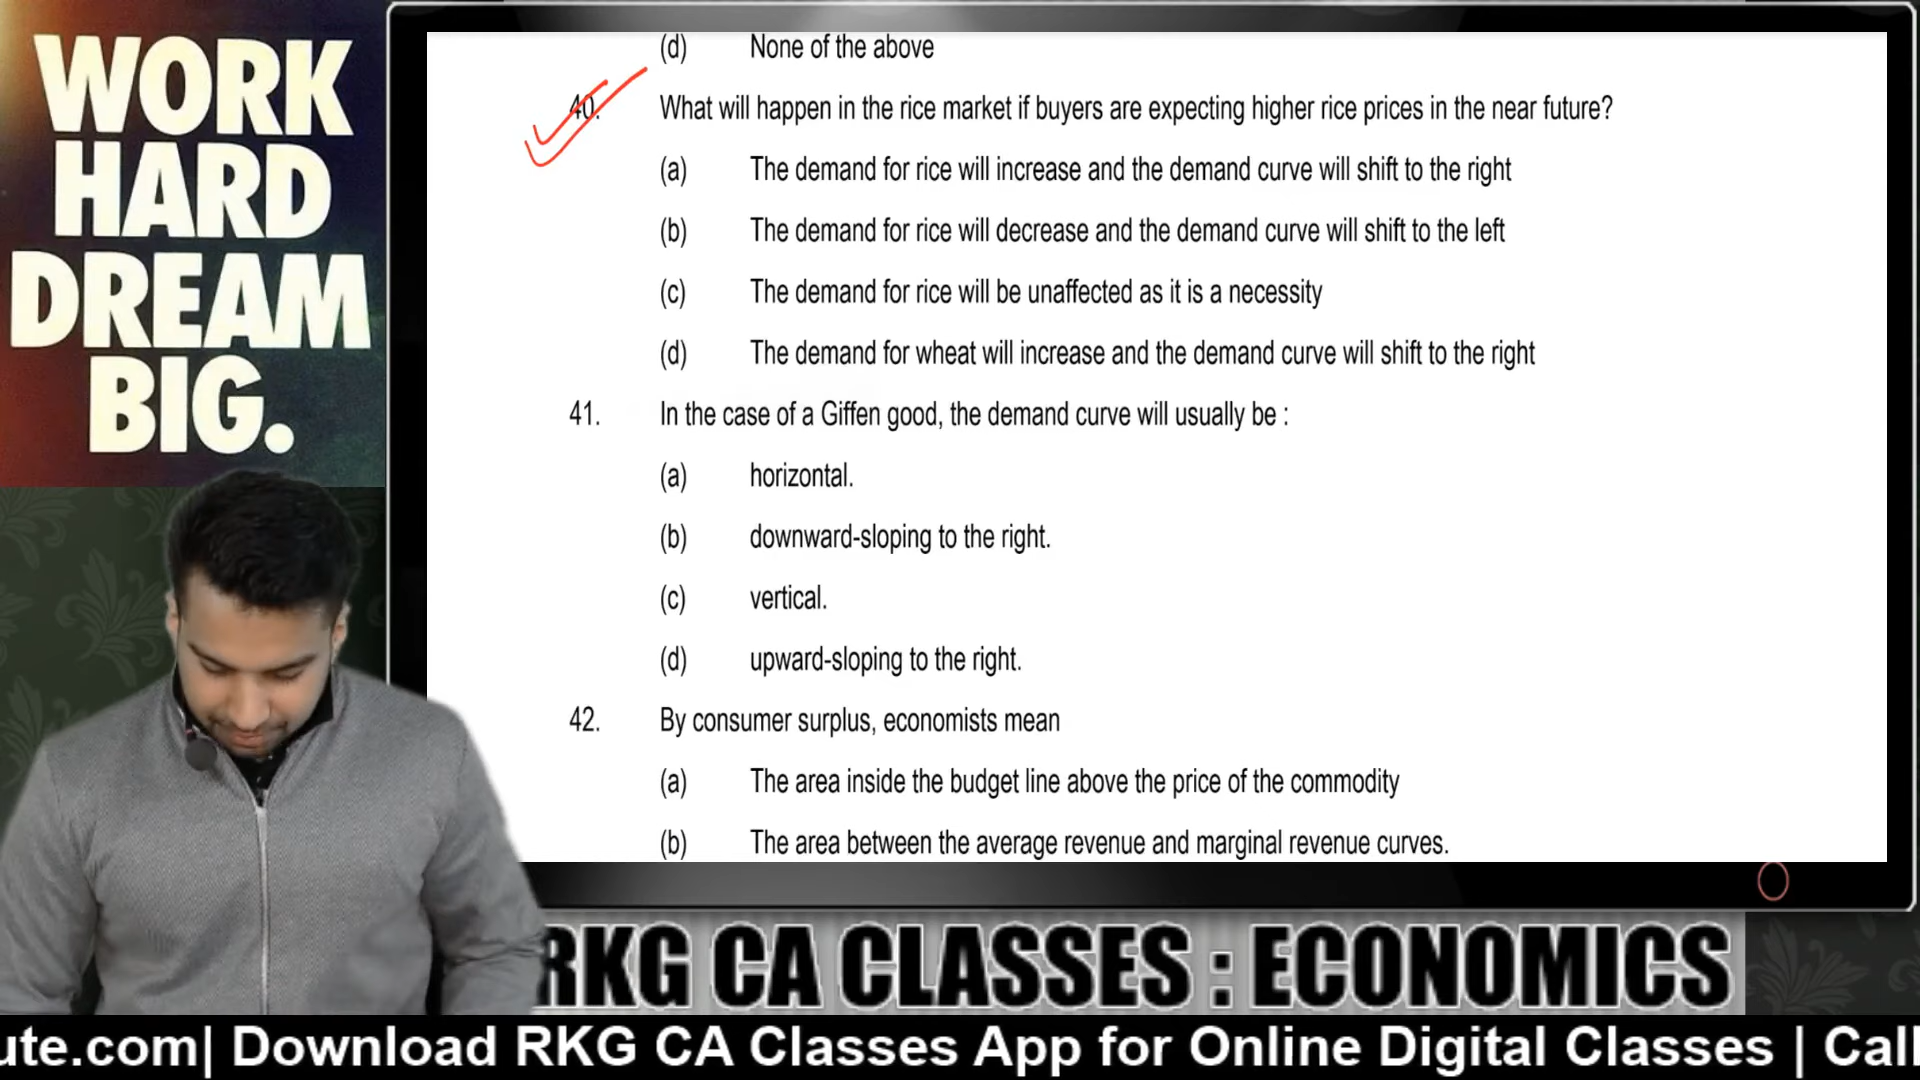 WORK
HARD
DREAM
BIG.
(d) None of the above
40. What will happen in the rice market if buyers are expecting higher rice prices in the near future?
(a) The demand for rice will increase and the demand curve will shift to the right
(b) The demand for rice will decrease and the demand curve will shift to the left
(c) The demand for rice will be unaffected as it is a necessity
(d) The demand for wheat will increase and the demand curve will shift to the right
41. In the case of a Giffen good, the demand curve will usually be :
(a) horizontal.
(b) downward-sloping to the right.
(c) vertical.
(d) upward-sloping to the right.
42. By consumer surplus, economists mean
(a) The area inside the budget line above the price of the commodity
(b) The area between the average revenue and marginal revenue curves.
RKG CA CLASSES : ECONOMICS
ute.com| Download RKG CA Classes App for Online Digital Classes | Call